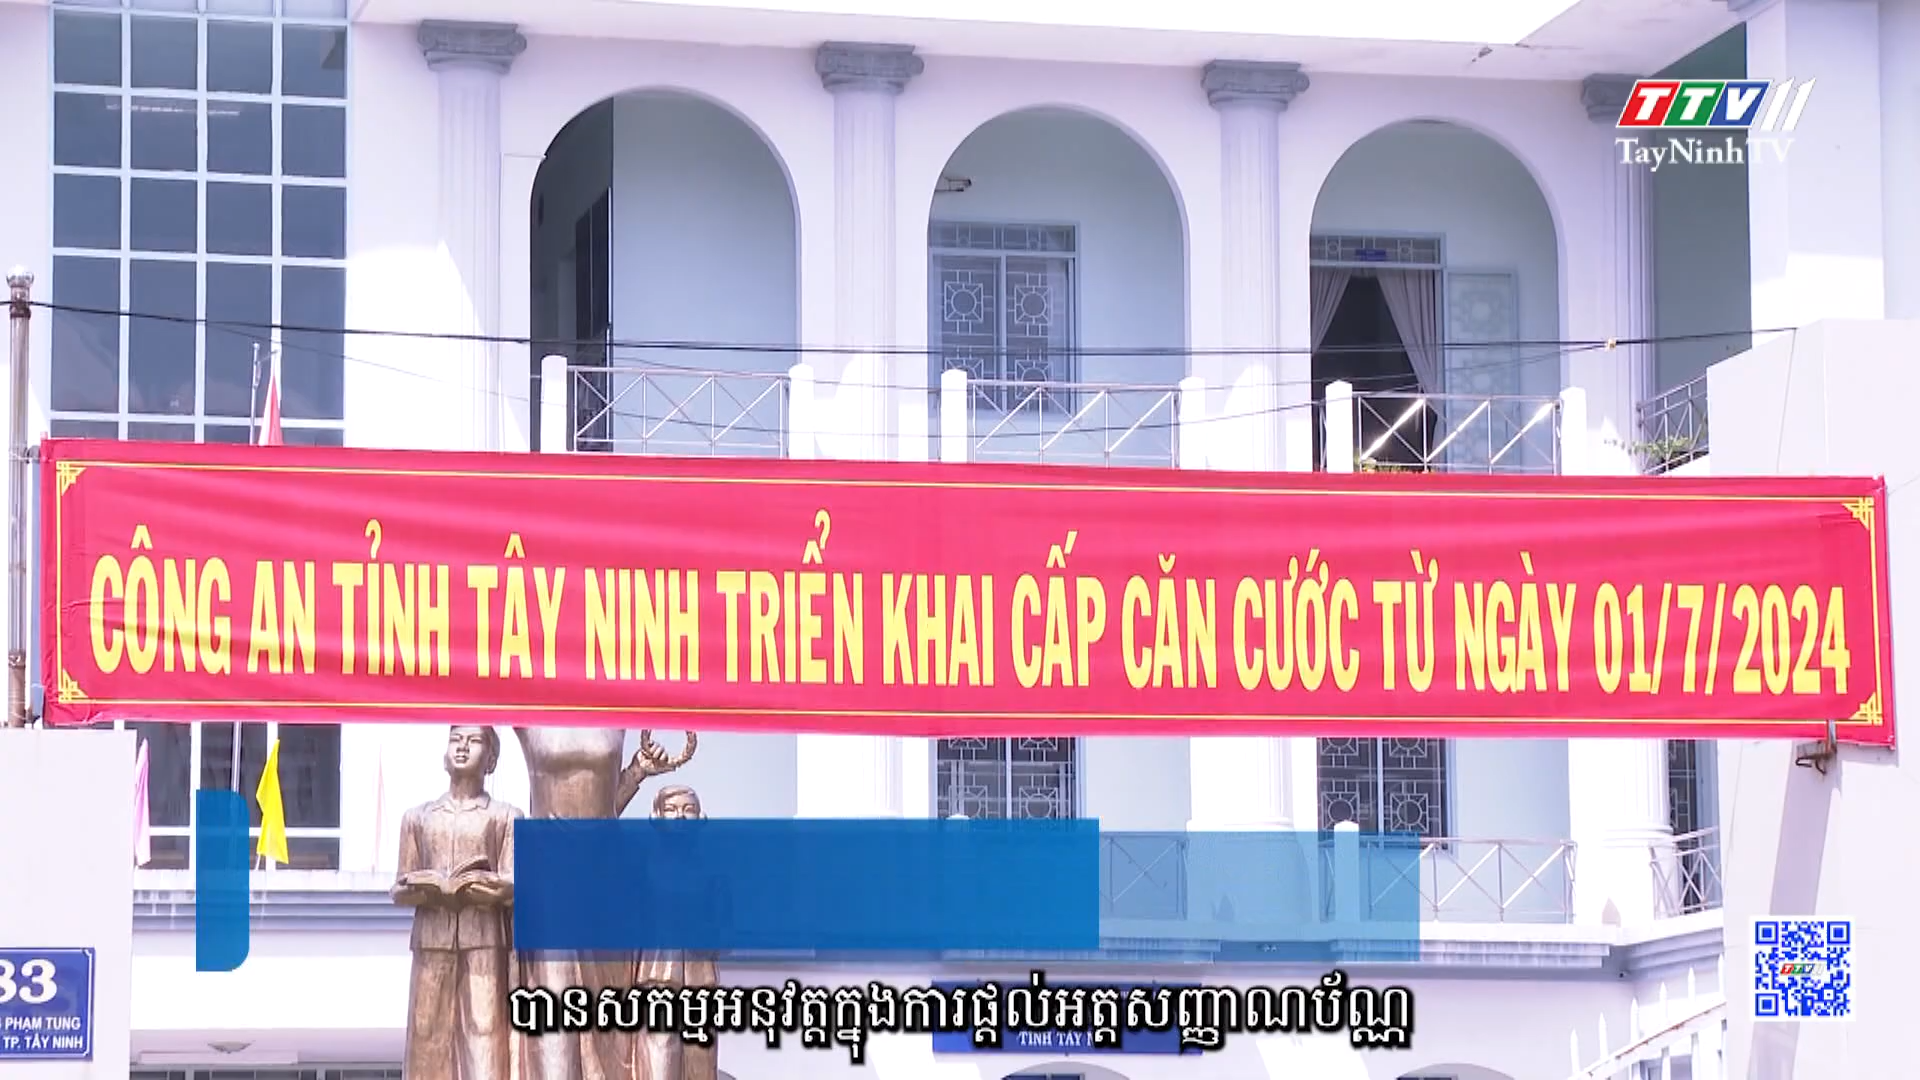 TTV11
TayNinhTV
CÔNG AN TỈNH TÂY NINH TRIỂN KHAI CẤP CĂN CƯỚC TỪ NGÀY 01/7/2024
83
PHẠM TUNG
TP. TÂY NINH
បានសកម្មអនុវត្តក្នុងការផ្តល់អត្តសញ្ញាណប័ណ្ណ
TỈNH TÂY